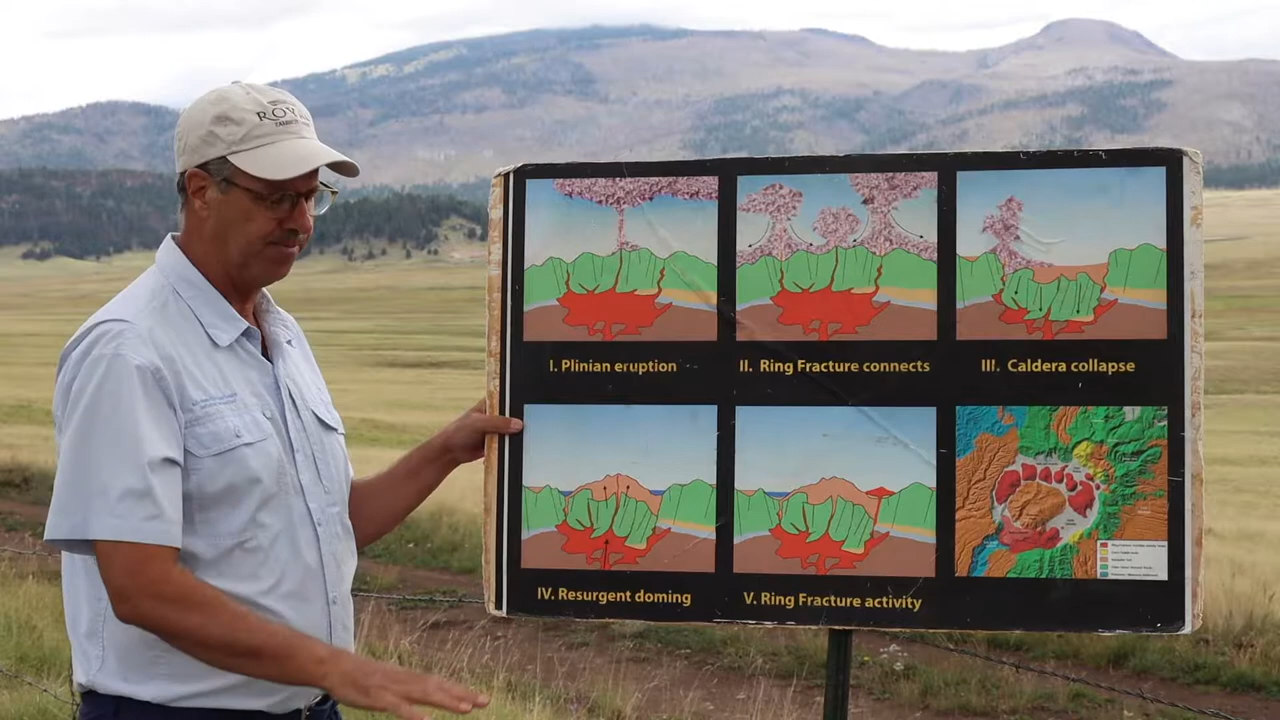 I. Plinian eruption
II. Ring Fracture connects
III. Caldera collapse
IV. Resurgent doming
V. Ring Fracture activity